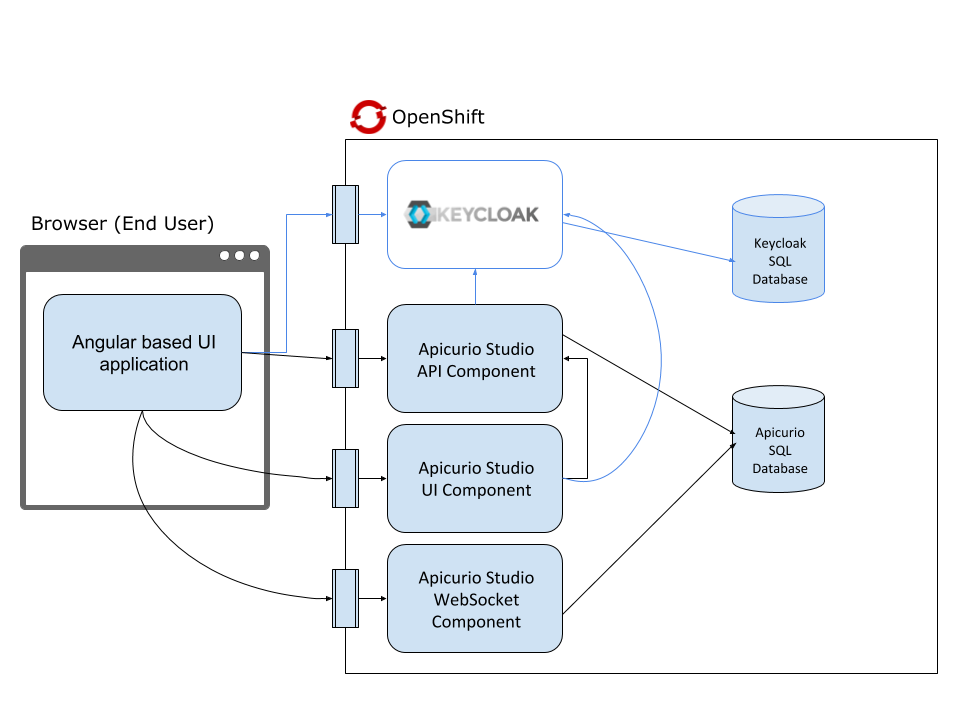 OpenShift
KEYCLOAK
Browser (End User)
Keycloak
SQL
Database
Angular based UI
application
Apicurio Studio
API Component
Apicurio
SQL
Database
Apicurio Studio
UI Component
Apicurio Studio
WebSocket
Component